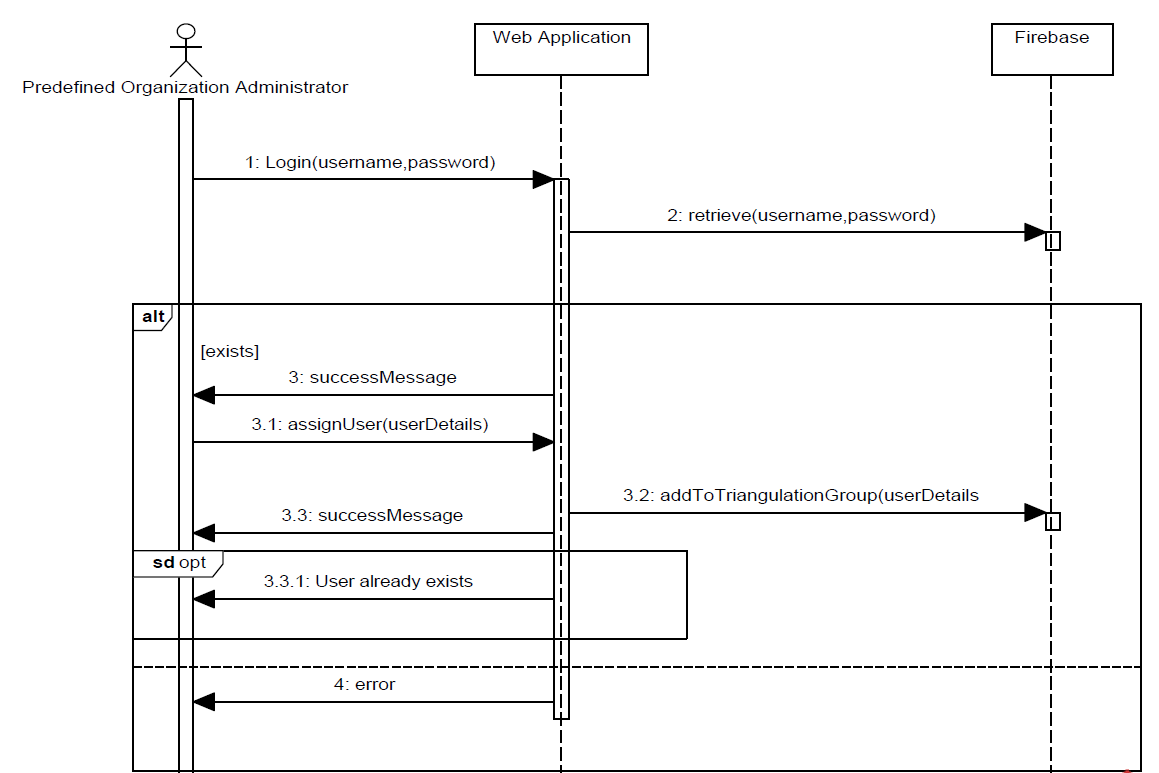 Web Application
Firebase
Predefined Organization Administrator
1: Login(username,password)
2: retrieve(username,password)
alt
[exists]
3: successMessage
3.1: assignUser(userDetails)
3.2: addToTriangulationGroup(userDetails
3.3: successMessage
sd opt
3.3.1: User already exists
4: error